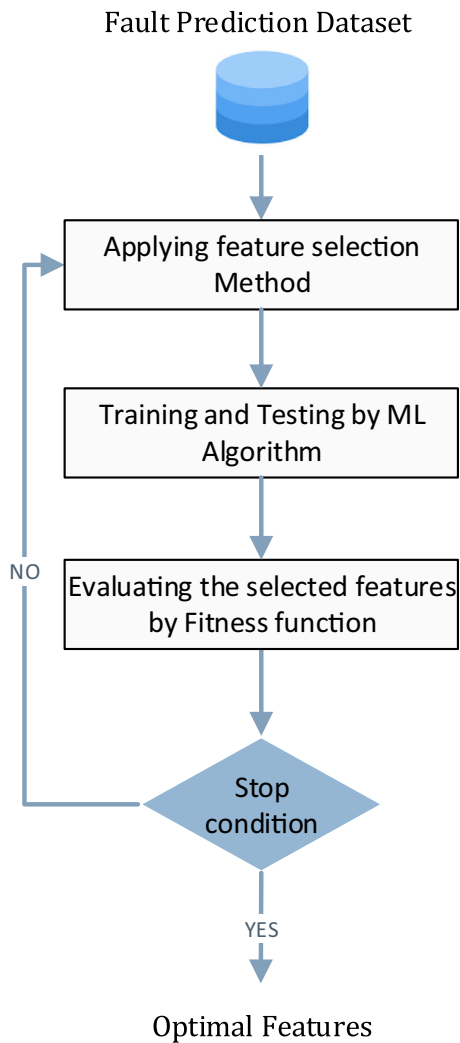 Fault Prediction Dataset
Applying feature selection
Method
Training and Testing by ML
Algorithm
NO
Evaluating the selected features
by Fitness function
Stop
condition
YES
Optimal Features